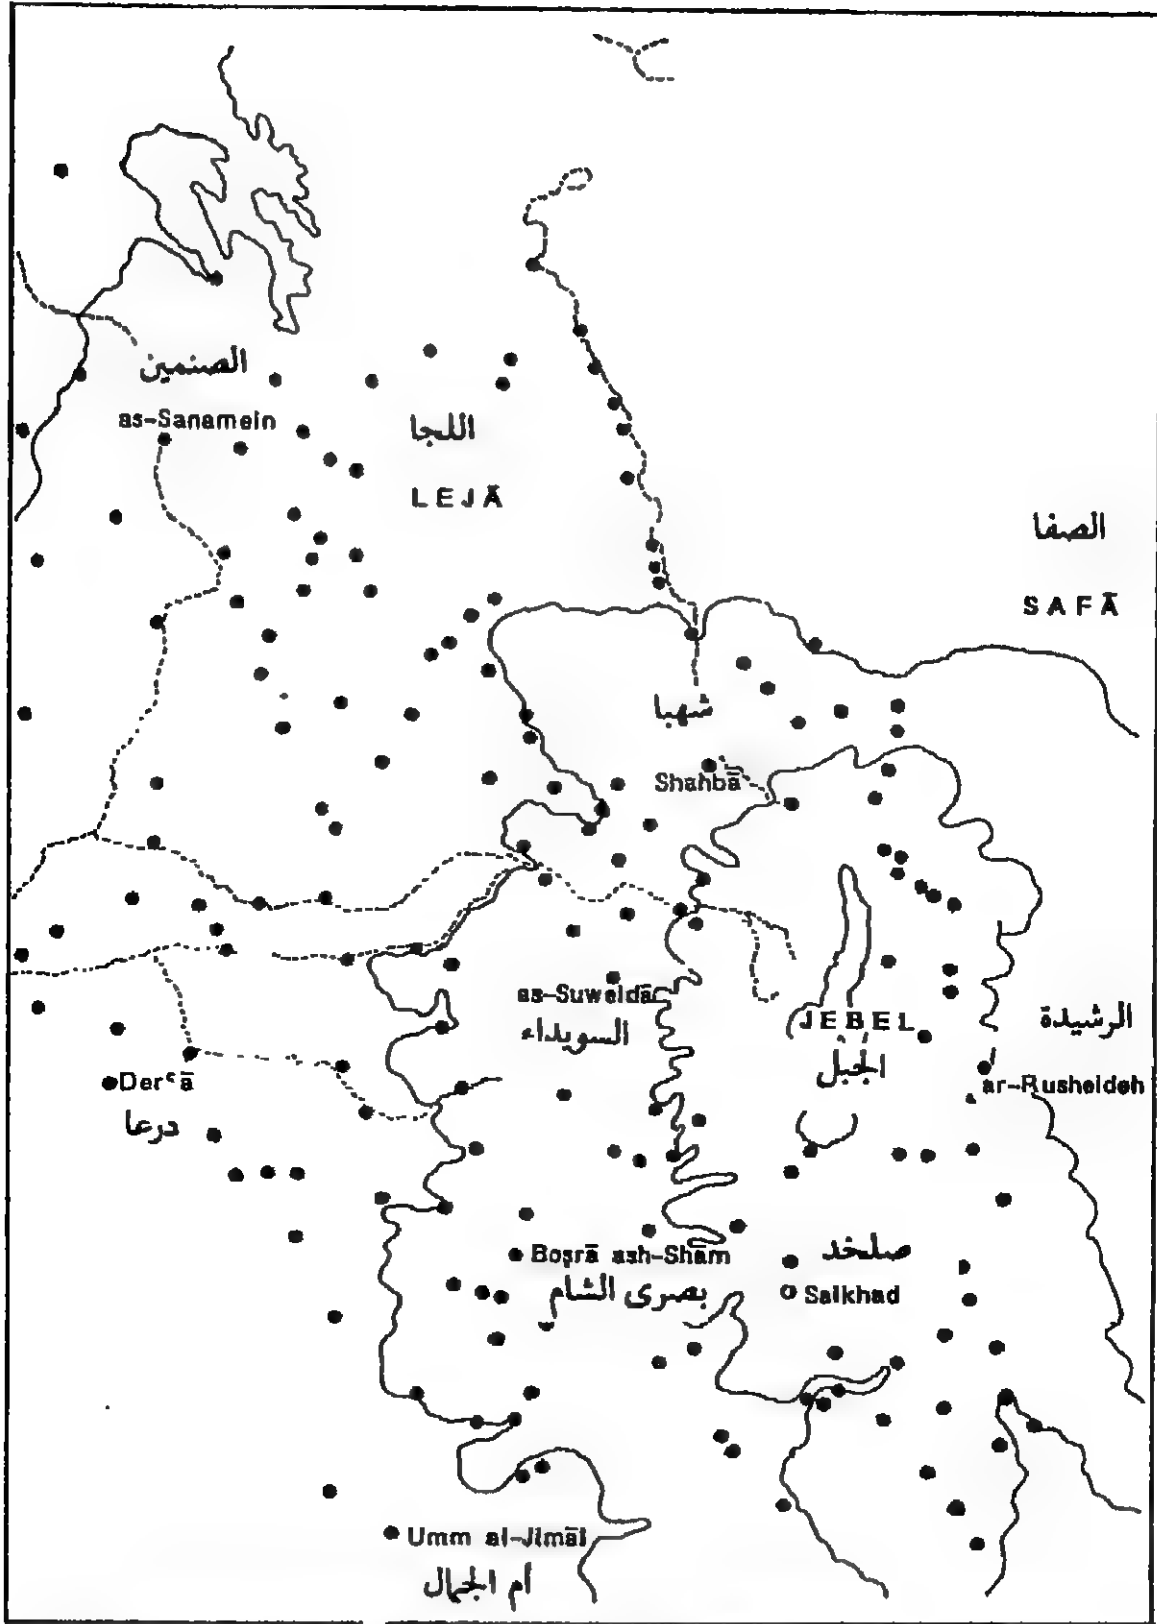 الصنمين
as-Sanamein
اللجا
LEJĀ
الصفا
SAFĀ
شهبا
Shahbā
as-Suweidā
السويداء
JEBEL
الجبل
الرشيدة
ar-Rusheideh
Derʿā
درعا
صلخد
Salkhad
Boṣrā ash-Shām
بصرى الشام
Umm al-Jimāl
أم الجمال